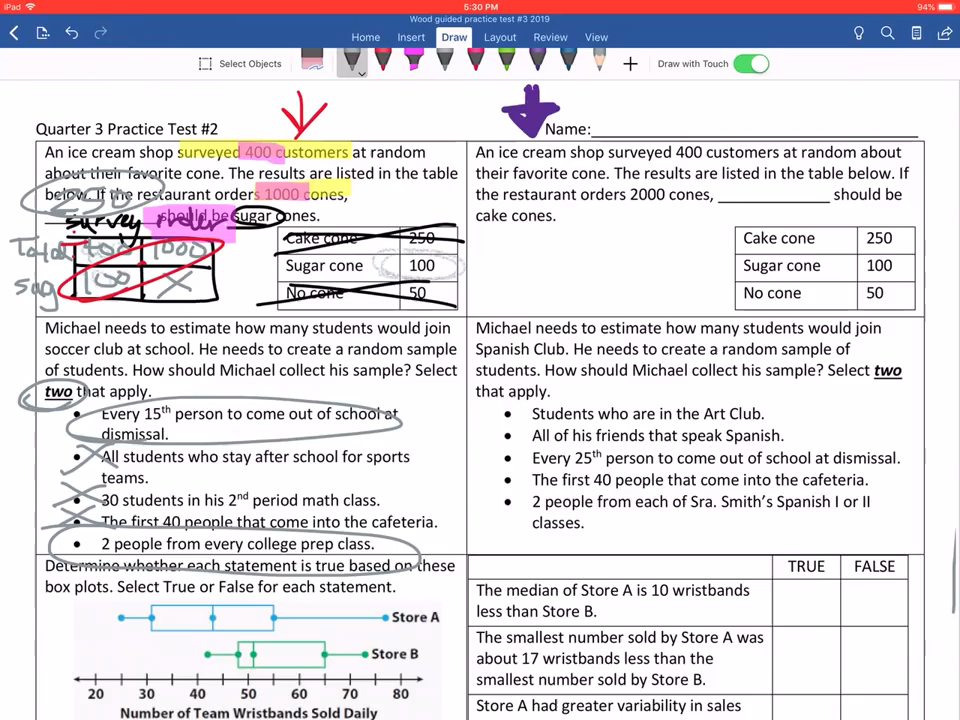 iPad
5:30 PM
94%
Wood guided practice test #3 2019
Home Insert Draw Layout Review View
Select Objects
Draw with Touch
Quarter 3 Practice Test #2
Name:
An ice cream shop surveyed 400 customers at random
about their favorite cone. The results are listed in the table
below. If the restaurant orders 1000 cones,
should be sugar cones.
250
survey order
Total 400 1000
Sug 100 X
Cake cone 250
Sugar cone 100
No cone 50
An ice cream shop surveyed 400 customers at random about
their favorite cone. The results are listed in the table below. If
the restaurant orders 2000 cones, ______________ should be
cake cones.
Cake cone 250
Sugar cone 100
No cone 50
Michael needs to estimate how many students would join
soccer club at school. He needs to create a random sample
of students. How should Michael collect his sample? Select
two that apply.
• Every 15th person to come out of school at
dismissal.
• All students who stay after school for sports
teams.
• 30 students in his 2nd period math class.
• The first 40 people that come into the cafeteria.
• 2 people from every college prep class.
Michael needs to estimate how many students would join
Spanish Club. He needs to create a random sample of
students. How should Michael collect his sample? Select two
that apply.
• Students who are in the Art Club.
• All of his friends that speak Spanish.
• Every 25th person to come out of school at dismissal.
• The first 40 people that come into the cafeteria.
• 2 people from each of Sra. Smith's Spanish I or II
classes.
Determine whether each statement is true based on these
box plots. Select True or False for each statement.
Store A
Store B
20 30 40 50 60 70 80
Number of Team Wristbands Sold Daily
TRUE FALSE
The median of Store A is 10 wristbands
less than Store B.
The smallest number sold by Store A was
about 17 wristbands less than the
smallest number sold by Store B.
Store A had greater variability in sales